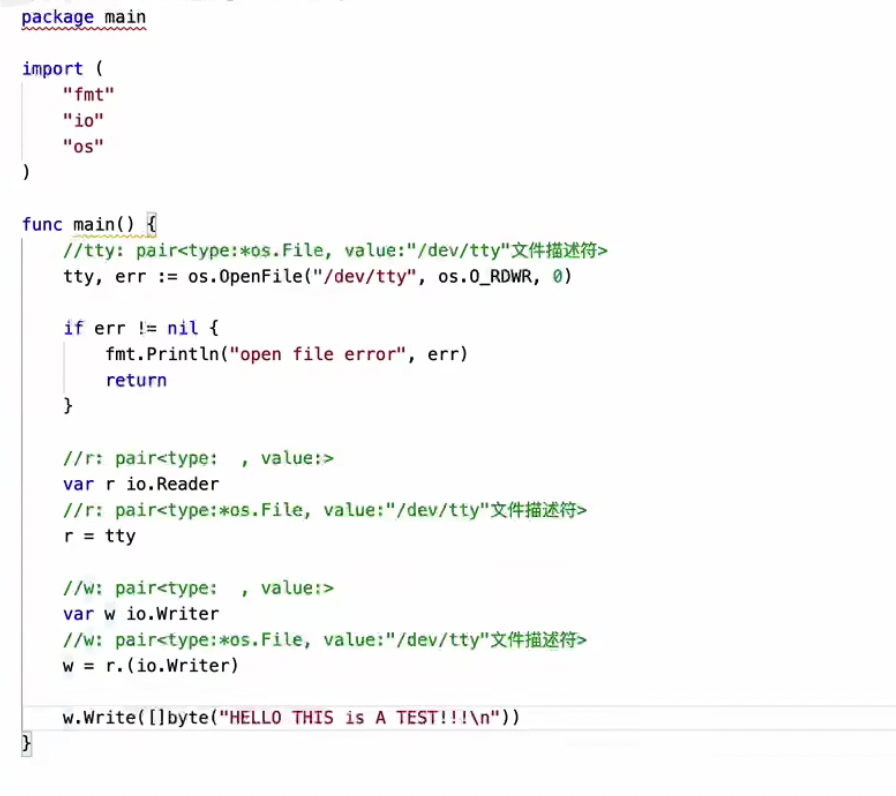 package main
import (
"fmt"
"io"
"os"
)
func main() {
//tty: pair<type:*os.File, value:"/dev/tty"文件描述符>
tty, err := os.OpenFile("/dev/tty", os.O_RDWR, 0)
if err != nil {
fmt.Println("open file error", err)
return
}
//r: pair<type:  , value:>
var r io.Reader
//r: pair<type:*os.File, value:"/dev/tty"文件描述符>
r = tty
//w: pair<type:  , value:>
var w io.Writer
//w: pair<type:*os.File, value:"/dev/tty"文件描述符>
w = r.(io.Writer)
w.Write([]byte("HELLO THIS is A TEST!!!\n"))
}